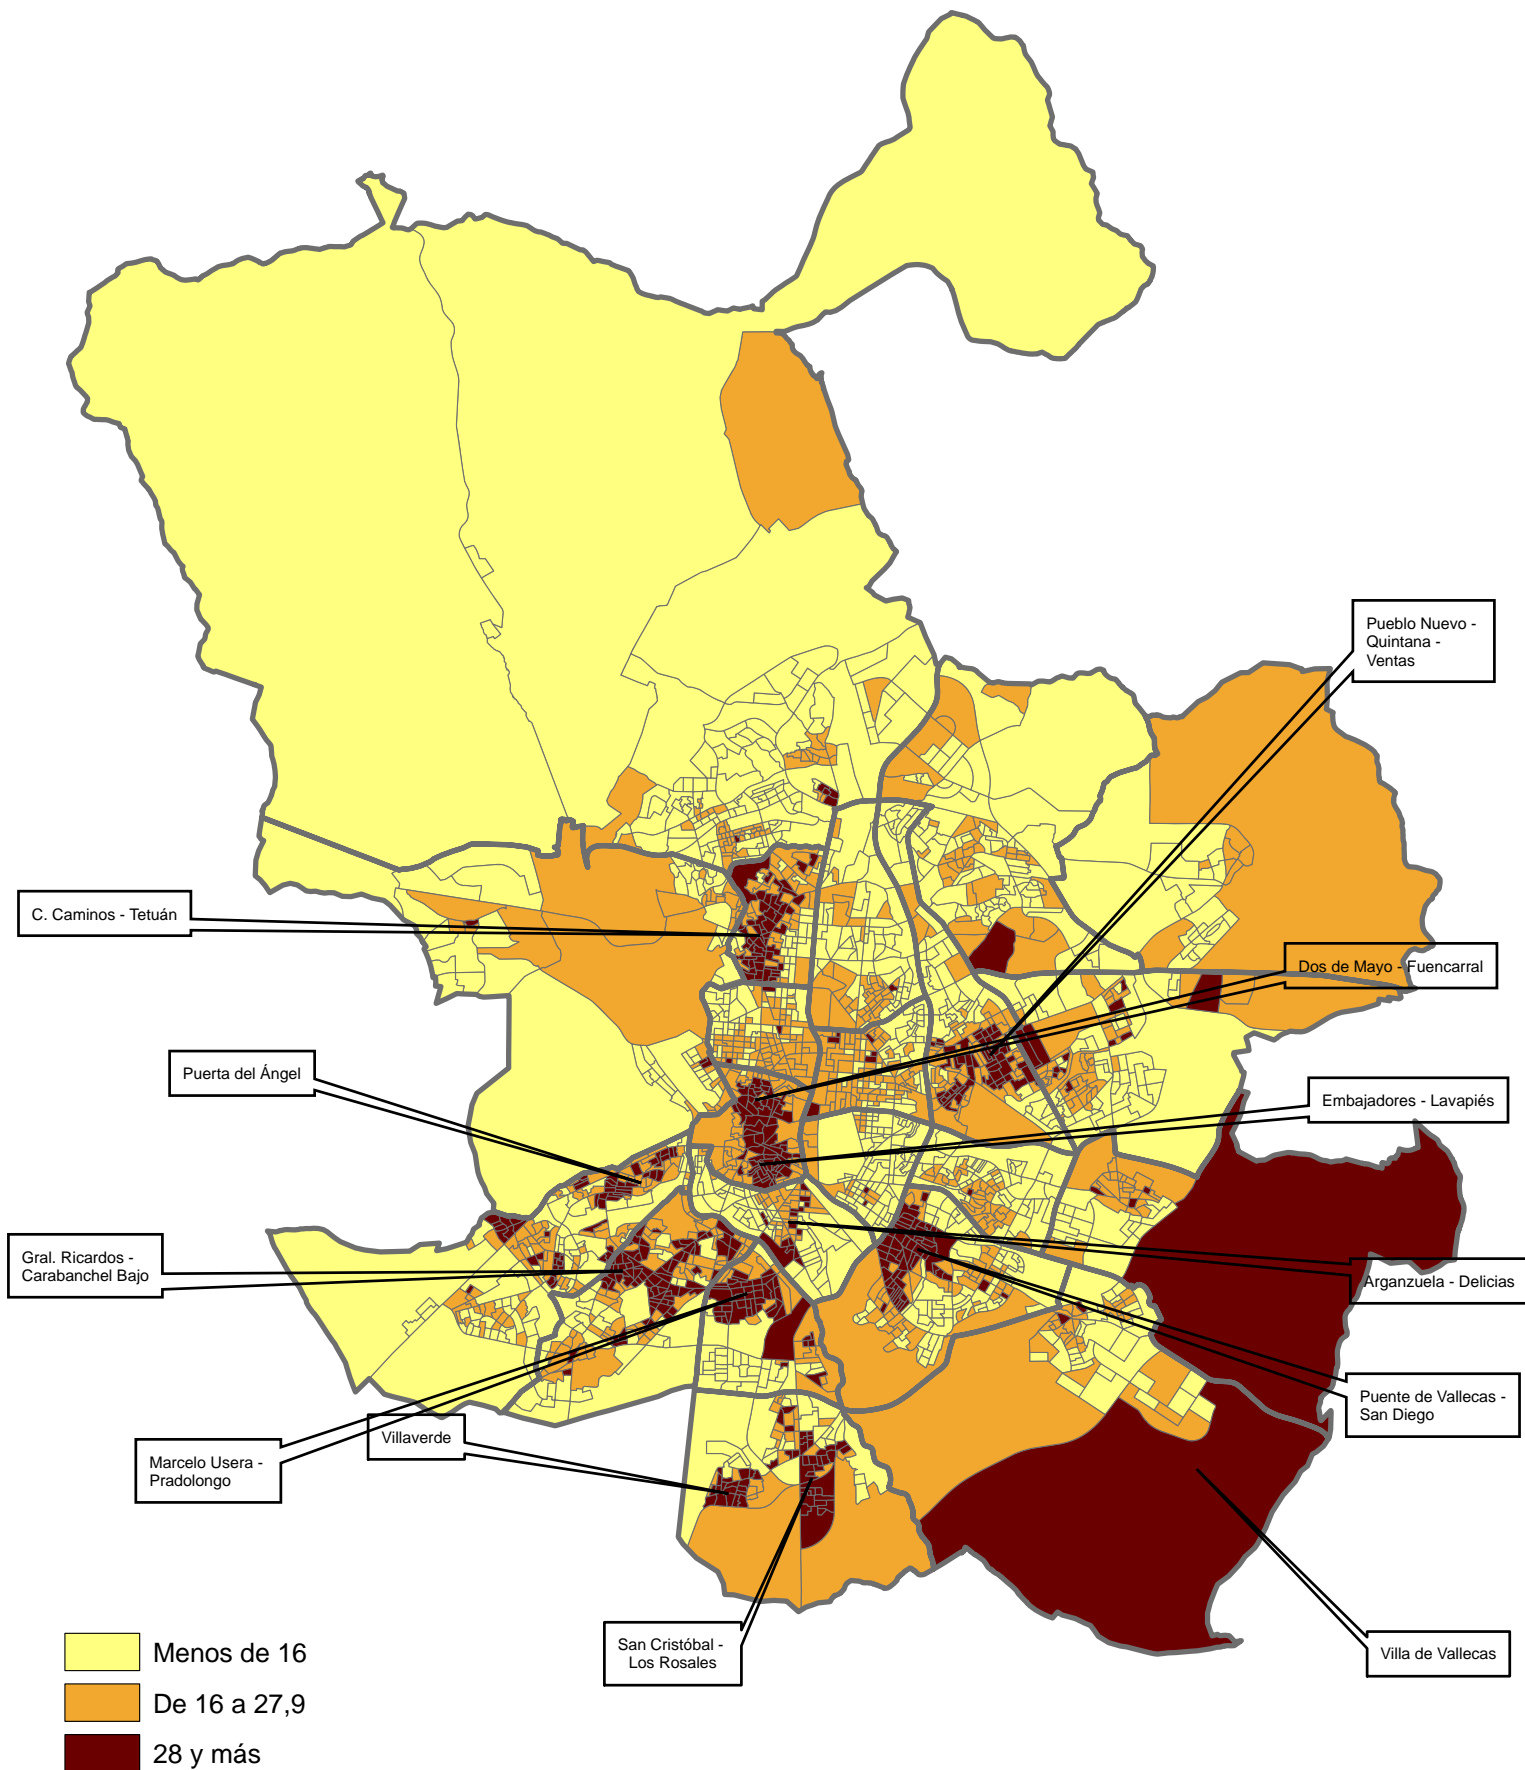 Pueblo Nuevo -
Quintana -
Ventas
C. Caminos - Tetuán
Dos de Mayo - Fuencarral
Puerta del Ángel
Embajadores - Lavapiés
Gral. Ricardos -
Carabanchel Bajo
Arganzuela - Delicias
Puente de Vallecas -
San Diego
Villaverde
Marcelo Usera -
Pradolongo
San Cristóbal -
Los Rosales
Villa de Vallecas
Menos de 16
De 16 a 27,9
28 y más